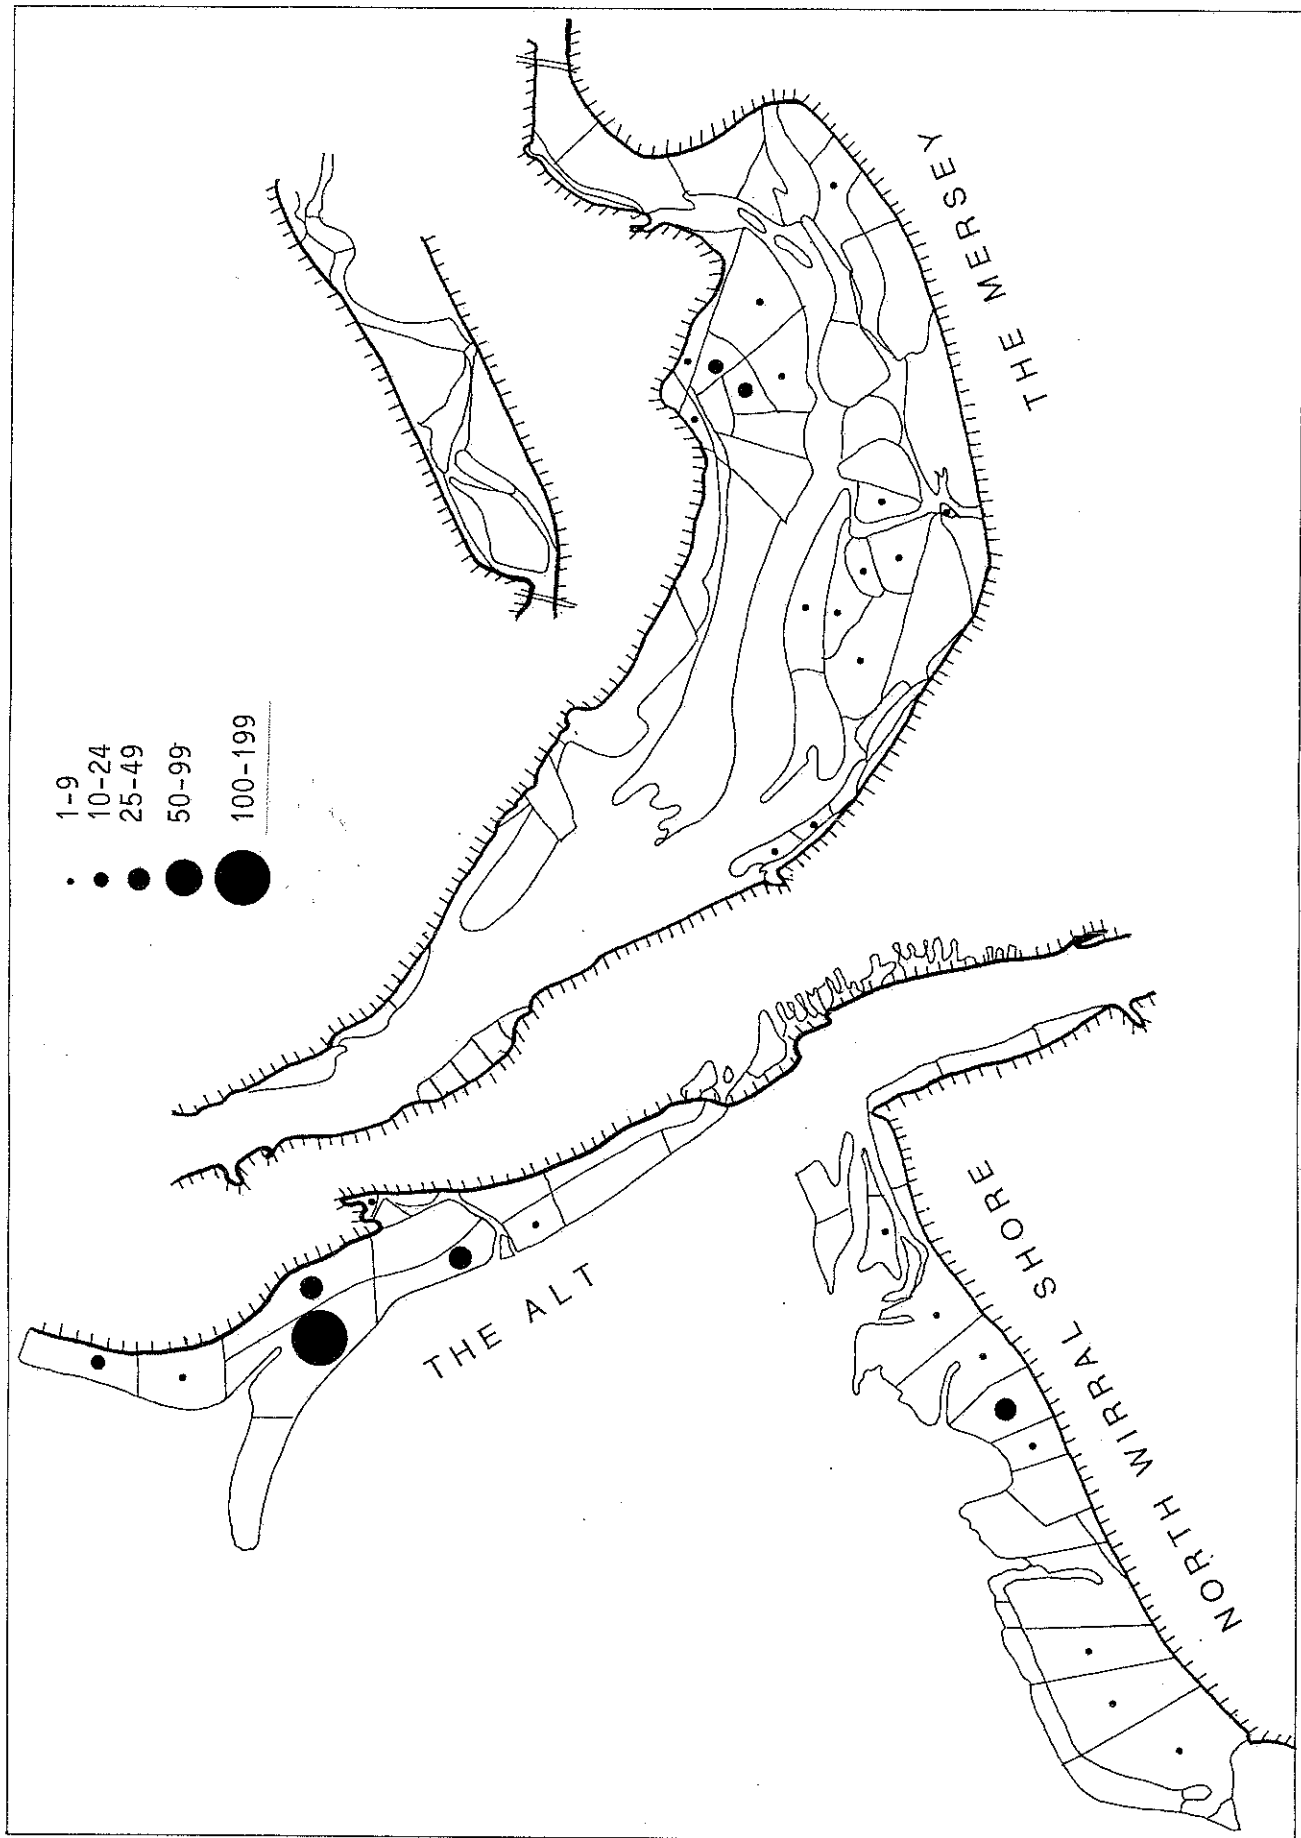 1-9
10-24
25-49
50-99
100-199
THE MERSEY
THE ALT
NORTH WIRRAL SHORE